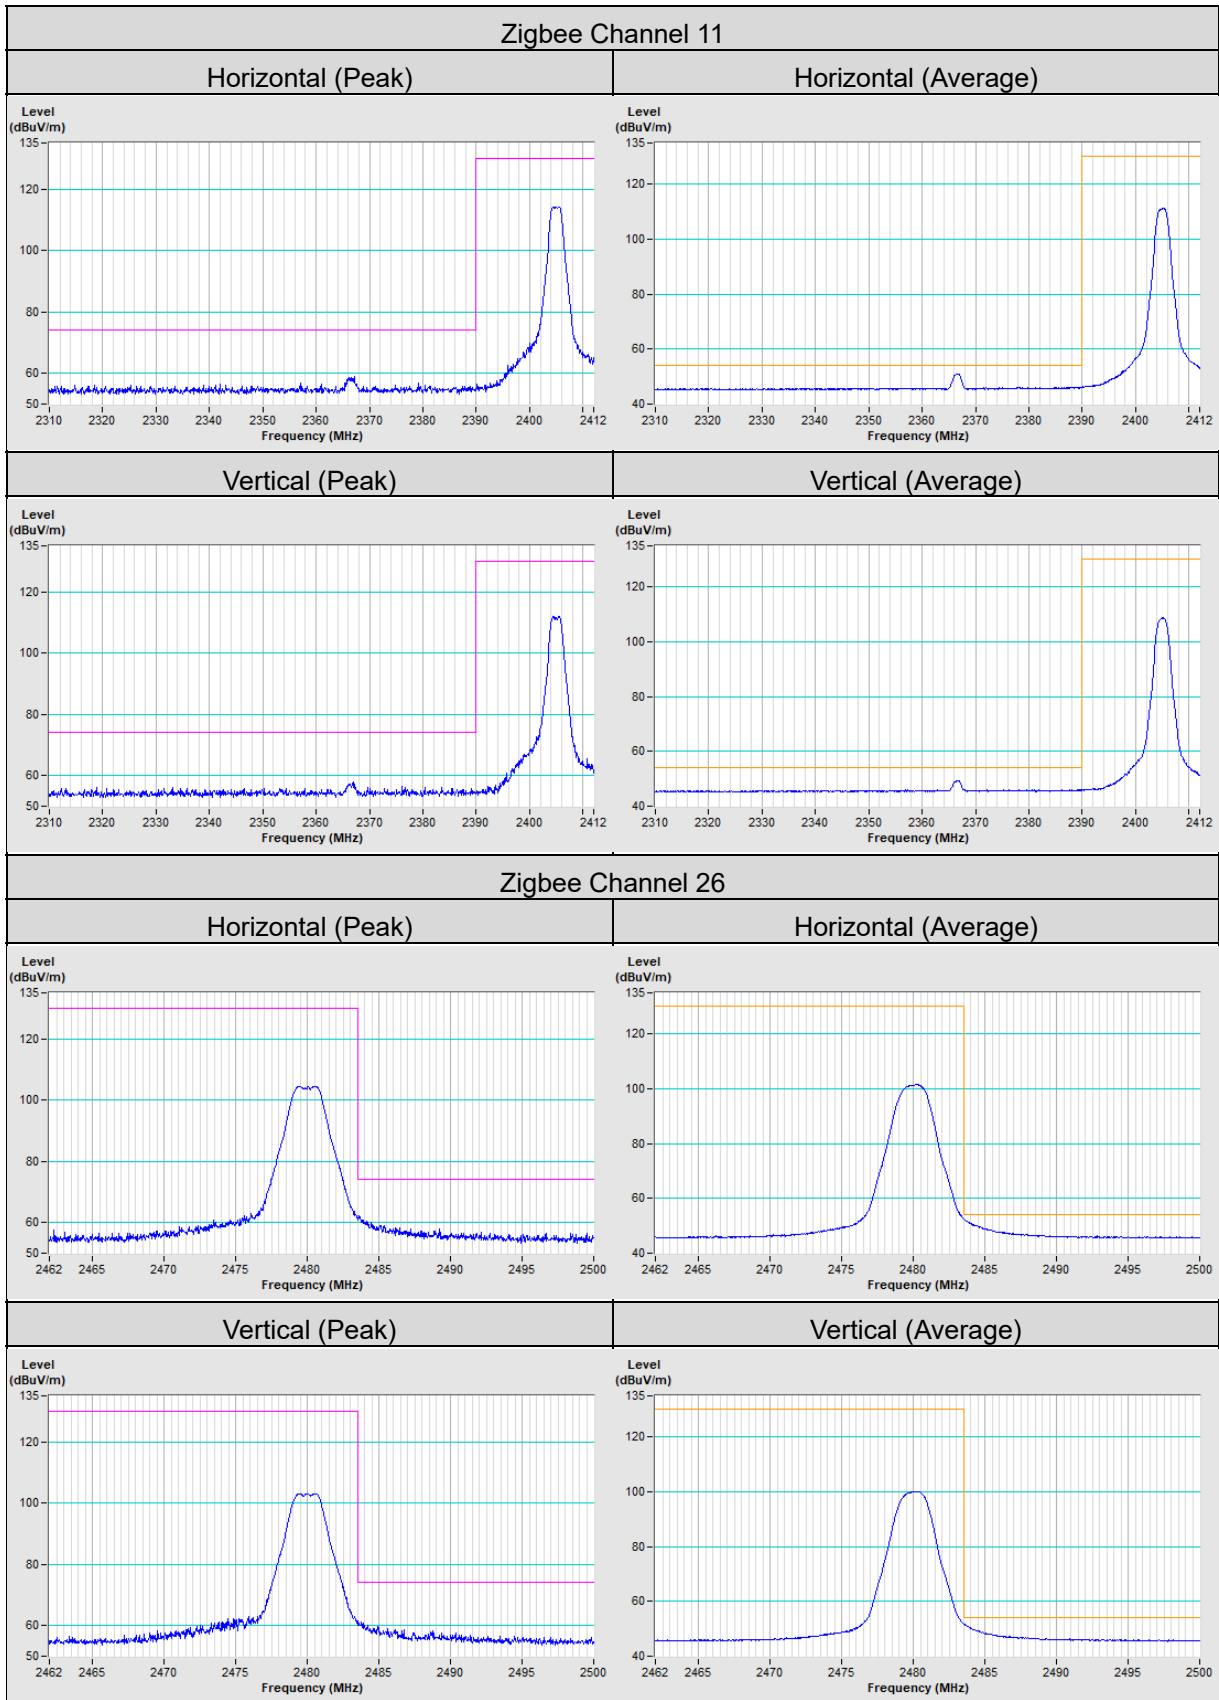 Zigbee Channel 11
Horizontal (Peak) Horizontal (Average)
Level Level
(dBuV/m) (dBuV/m)
135 135
120 120
100 100
80 80
60 60
50 40
2310 2320 2330 2340 2350 2360 2370 2380 2390 2400 2412 2310 2320 2330 2340 2350 2360 2370 2380 2390 2400 2412
Frequency (MHz) Frequency (MHz)
Vertical (Peak) Vertical (Average)
Level Level
(dBuV/m) (dBuV/m)
135 135
120 120
100 100
80 80
60 60
50 40
2310 2320 2330 2340 2350 2360 2370 2380 2390 2400 2412 2310 2320 2330 2340 2350 2360 2370 2380 2390 2400 2412
Frequency (MHz) Frequency (MHz)
Zigbee Channel 26
Horizontal (Peak) Horizontal (Average)
Level Level
(dBuV/m) (dBuV/m)
135 135
120 120
100 100
80 80
60 60
50 40
2462 2465 2470 2475 2480 2485 2490 2495 2500 2462 2465 2470 2475 2480 2485 2490 2495 2500
Frequency (MHz) Frequency (MHz)
Vertical (Peak) Vertical (Average)
Level Level
(dBuV/m) (dBuV/m)
135 135
120 120
100 100
80 80
60 60
50 40
2462 2465 2470 2475 2480 2485 2490 2495 2500 2462 2465 2470 2475 2480 2485 2490 2495 2500
Frequency (MHz) Frequency (MHz)